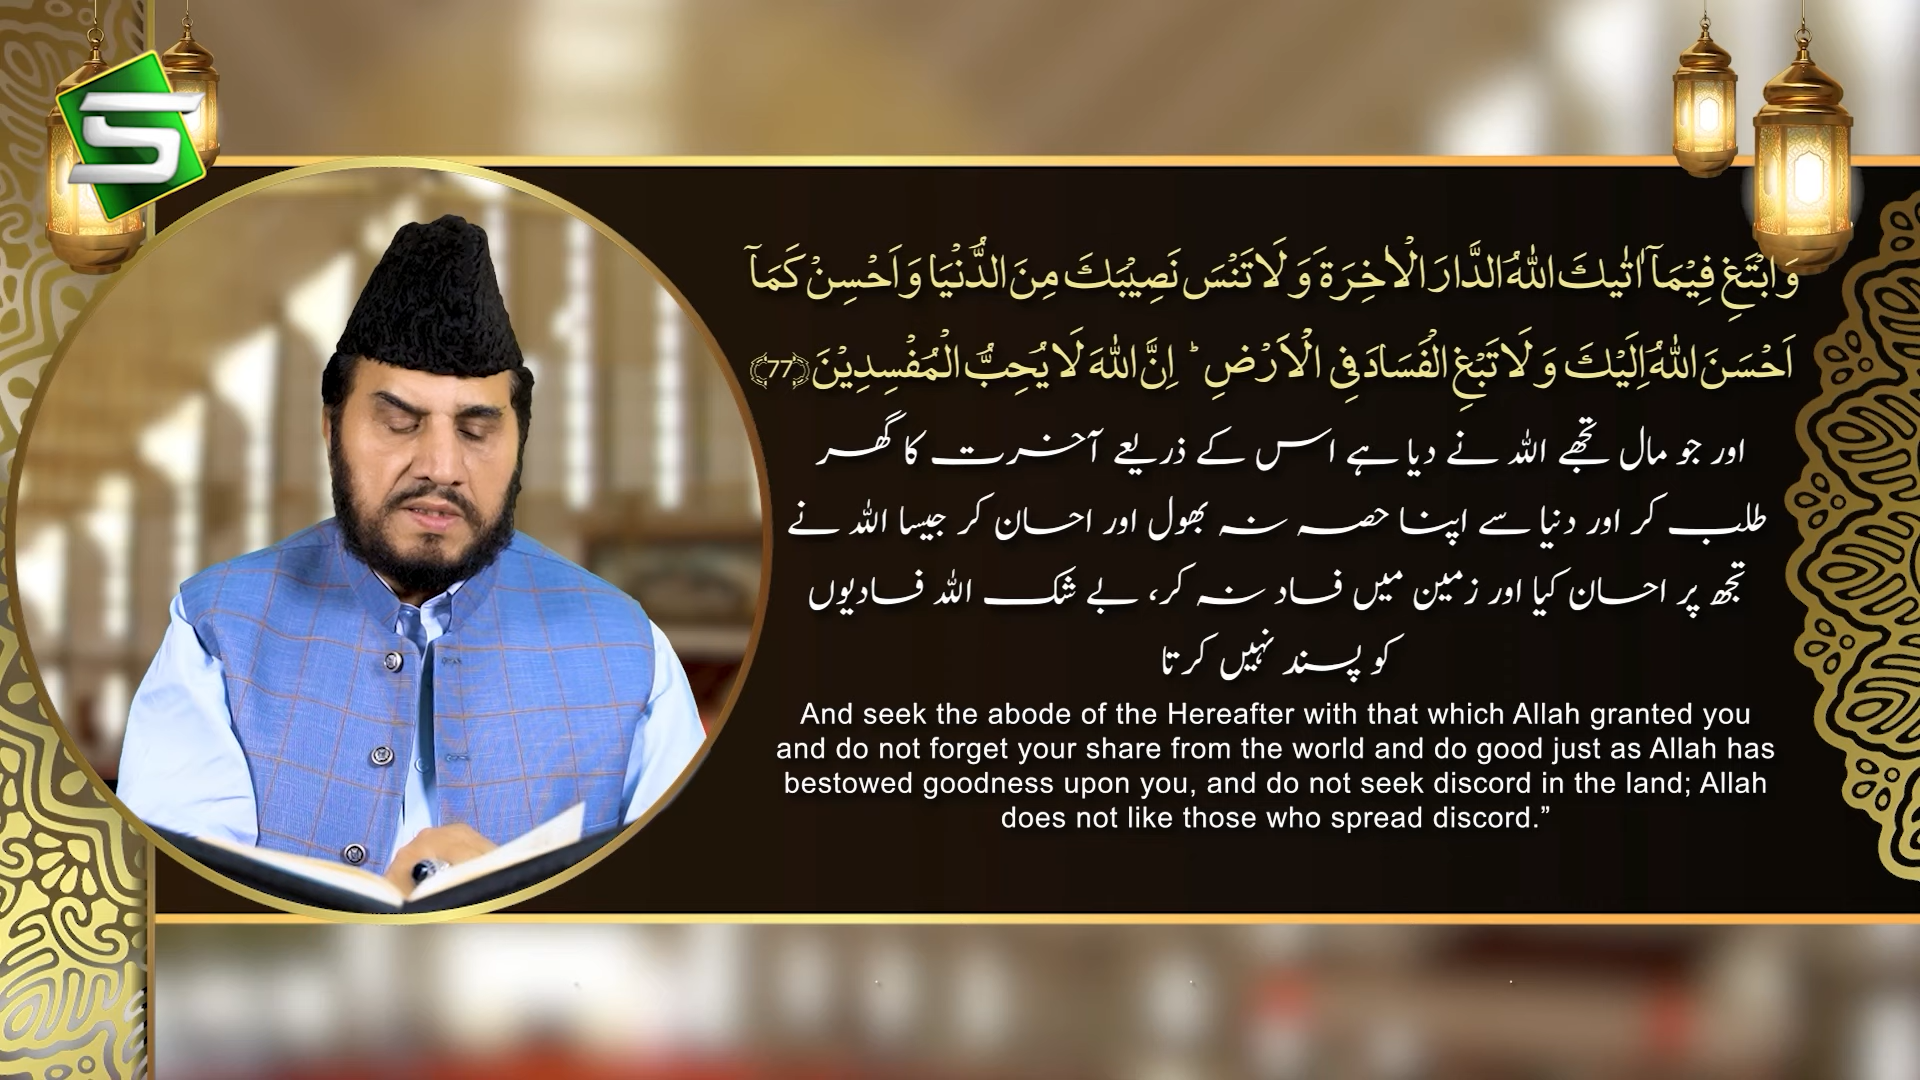 وَ ابْتَغِ فِیْمَاۤ اٰتٰىكَ اللّٰهُ الدَّارَ الْاٰخِرَةَ وَ لَا تَنْسَ نَصِیْبَكَ مِنَ الدُّنْیَا وَ اَحْسِنْ كَمَاۤ
اَحْسَنَ اللّٰهُ اِلَیْكَ وَ لَا تَبْغِ الْفَسَادَ فِی الْاَرْضِؕ اِنَّ اللّٰهَ لَا یُحِبُّ الْمُفْسِدِیْنَ﴿77﴾
اور جو مال تجھے اللہ نے دیا ہے اس کے ذریعے آخرت کا گھر
طلب کر اور دنیا سے اپنا حصہ نہ بھول اور احسان کر جیسا اللہ نے
تجھ پر احسان کیا اور زمین میں فساد نہ کر، بے شک اللہ فسادیوں
کو پسند نہیں کرتا
And seek the abode of the Hereafter with that which Allah granted you
and do not forget your share from the world and do good just as Allah has
bestowed goodness upon you, and do not seek discord in the land; Allah
does not like those who spread discord.”